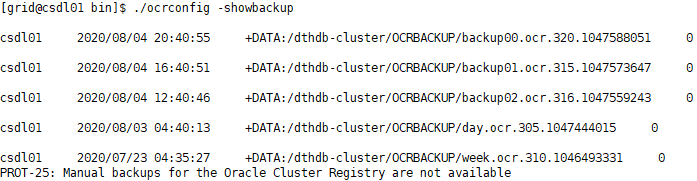 [grid@csdl01 bin]$ ./ocrconfig -showbackup
csdl01     2020/08/04 20:40:55     +DATA:/dthdb-cluster/OCRBACKUP/backup00.ocr.320.1047588051     0
csdl01     2020/08/04 16:40:51     +DATA:/dthdb-cluster/OCRBACKUP/backup01.ocr.315.1047573647     0
csdl01     2020/08/04 12:40:46     +DATA:/dthdb-cluster/OCRBACKUP/backup02.ocr.316.1047559243     0
csdl01     2020/08/03 04:40:13     +DATA:/dthdb-cluster/OCRBACKUP/day.ocr.305.1047444015     0
csdl01     2020/07/23 04:35:27     +DATA:/dthdb-cluster/OCRBACKUP/week.ocr.310.1046493331     0
PROT-25: Manual backups for the Oracle Cluster Registry are not available